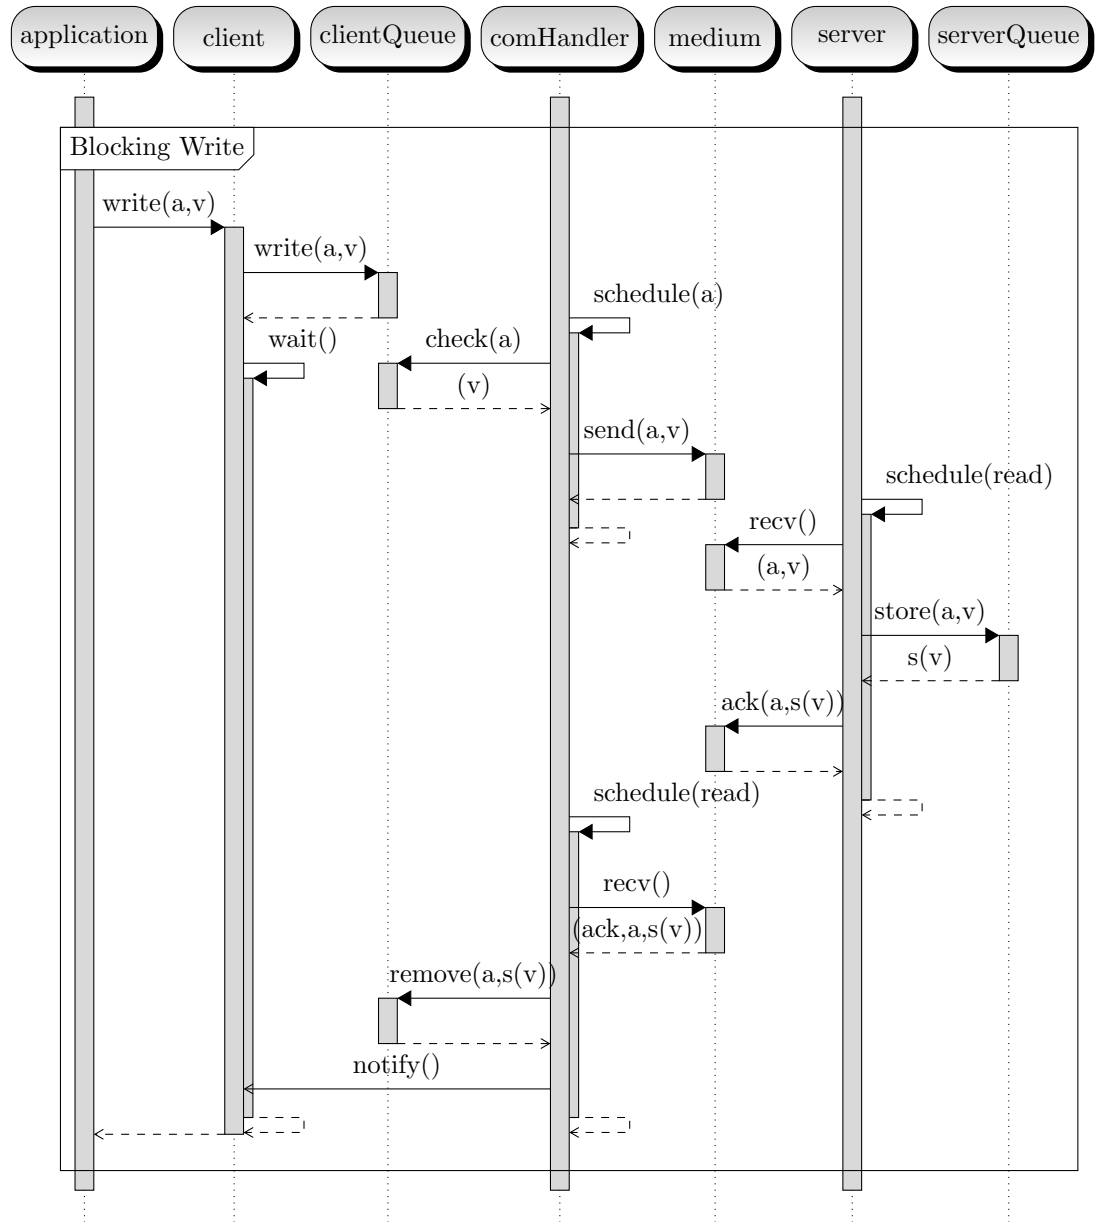 application
client
clientQueue
comHandler
medium
server
serverQueue
Blocking Write
write(a,v)
write(a,v)
schedule(a)
wait()
check(a)
(v)
send(a,v)
schedule(read)
recv()
(a,v)
store(a,v)
s(v)
ack(a,s(v))
schedule(read)
recv()
(ack,a,s(v))
remove(a,s(v))
notify()